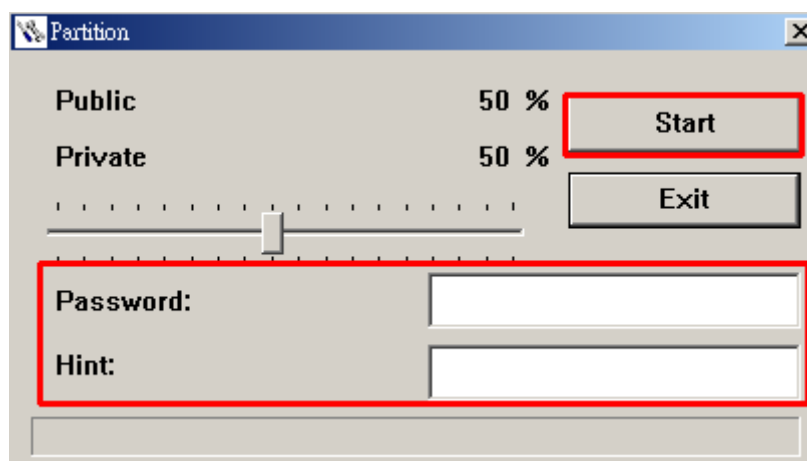 Partition
Public 50 %
Start
Private 50 %
Exit
Password:
Hint: